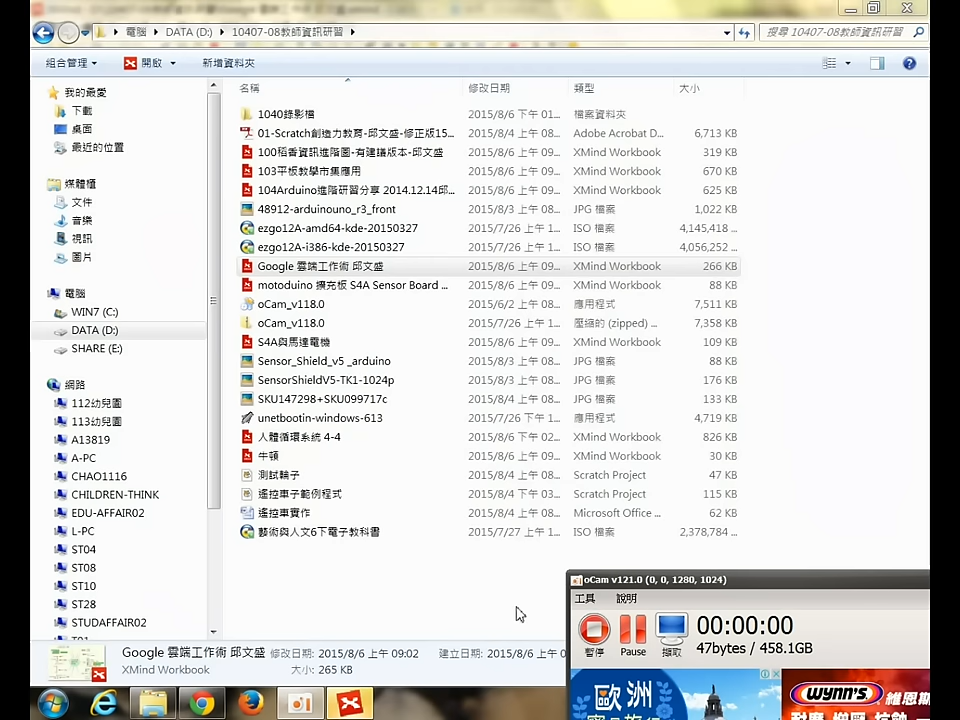 電腦 ▸ DATA (D:) ▸ 10407-08教師資訊研習 ▸
搜尋 10407-08教師資訊研習
組合管理 開啟 新增資料夾
名稱 修改日期 類型 大小
我的最愛
下載
桌面
最近的位置
媒體櫃
文件
音樂
視訊
圖片
電腦
WIN7 (C:)
DATA (D:)
SHARE (E:)
網路
112幼兒園
113幼兒園
A13819
A-PC
CHAO1116
CHILDREN-THINK
EDU-AFFAIR02
L-PC
ST04
ST08
ST10
ST28
STUDAFFAIR02
1040錄影檔 2015/8/6 下午 01... 檔案資料夾
01-Scratch創造力教育-邱文盛-修正版15... 2015/8/6 上午 09... Adobe Acrobat D... 6,713 KB
100稻香資訊進階圖-有建議版本-邱文盛 2015/8/6 上午 09... XMind Workbook 319 KB
103平板教學市集應用 2015/8/6 上午 09... XMind Workbook 670 KB
104Arduino進階研習分享 2014.12.14邱... 2015/8/6 上午 09... XMind Workbook 625 KB
48912-arduinouno_r3_front 2015/8/3 上午 08... JPG 檔案 1,022 KB
ezgo12A-amd64-kde-20150327 2015/7/26 上午 1... ISO 檔案 4,145,418 ...
ezgo12A-i386-kde-20150327 2015/7/26 上午 1... ISO 檔案 4,056,252 ...
Google 雲端工作術 邱文盛 2015/8/6 上午 09... XMind Workbook 266 KB
motoduino 擴充板 S4A Sensor Board ... 2015/8/6 上午 09... XMind Workbook 88 KB
oCam_v118.0 2015/6/2 上午 08... 應用程式 7,511 KB
oCam_v118.0 2015/7/26 上午 1... 壓縮的 (zipped) ... 7,358 KB
S4A與馬達電機 2015/8/6 上午 09... XMind Workbook 109 KB
Sensor_Shield_v5 _arduino 2015/8/3 上午 08... JPG 檔案 88 KB
SensorShieldV5-TK1-1024p 2015/8/3 上午 08... JPG 檔案 176 KB
SKU147298+SKU099717c 2015/8/4 上午 08... JPG 檔案 133 KB
unetbootin-windows-613 2015/7/26 下午 1... 應用程式 4,719 KB
人體循環系統 4-4 2015/8/6 下午 02... XMind Workbook 826 KB
牛頓 2015/8/6 上午 09... XMind Workbook 30 KB
測試輪子 2015/8/4 上午 08... Scratch Project 47 KB
遙控車子範例程式 2015/8/4 下午 03... Scratch Project 115 KB
遙控車實作 2015/8/4 上午 08... Microsoft Office ... 62 KB
藝術與人文6下電子教科書 2015/7/27 上午 1... ISO 檔案 2,378,784 ...
Google 雲端工作術 邱文盛 修改日期: 2015/8/6 上午 09:02 建立日期: 2015/8/6 上午 0
XMind Workbook 大小: 265 KB
oCam v121.0 (0, 0, 1280, 1024)
工具 說明
00:00:00
47bytes / 458.1GB
暫停 Pause 擷取
歐洲
WYNN'S 維恩斯